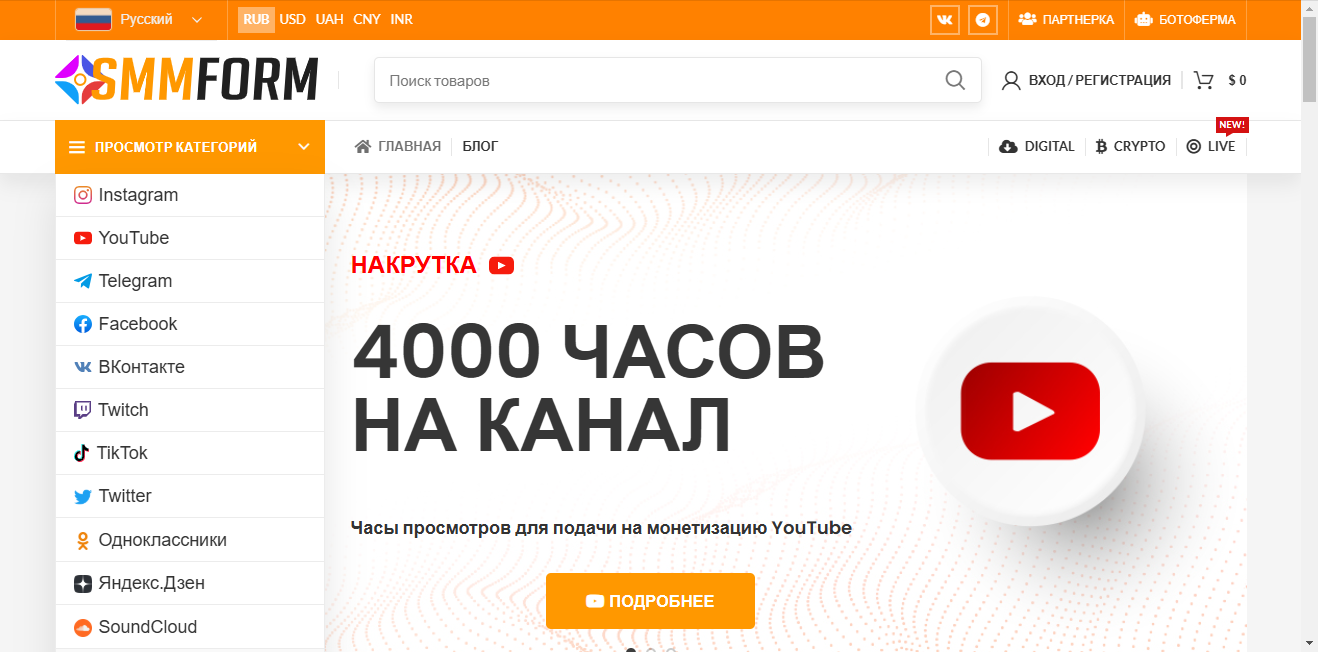 Русский
RUB USD UAH CNY INR
ПАРТНЕРКА
БОТОФЕРМА
SMMFORM
Поиск товаров
ВХОД / РЕГИСТРАЦИЯ
$ 0
ПРОСМОТР КАТЕГОРИЙ
ГЛАВНАЯ
БЛОГ
DIGITAL
CRYPTO
NEW!
LIVE
Instagram
YouTube
Telegram
Facebook
ВКонтакте
Twitch
TikTok
Twitter
Одноклассники
Яндекс.Дзен
SoundCloud
НАКРУТКА
4000 ЧАСОВ
НА КАНАЛ
Часы просмотров для подачи на монетизацию YouTube
ПОДРОБНЕЕ